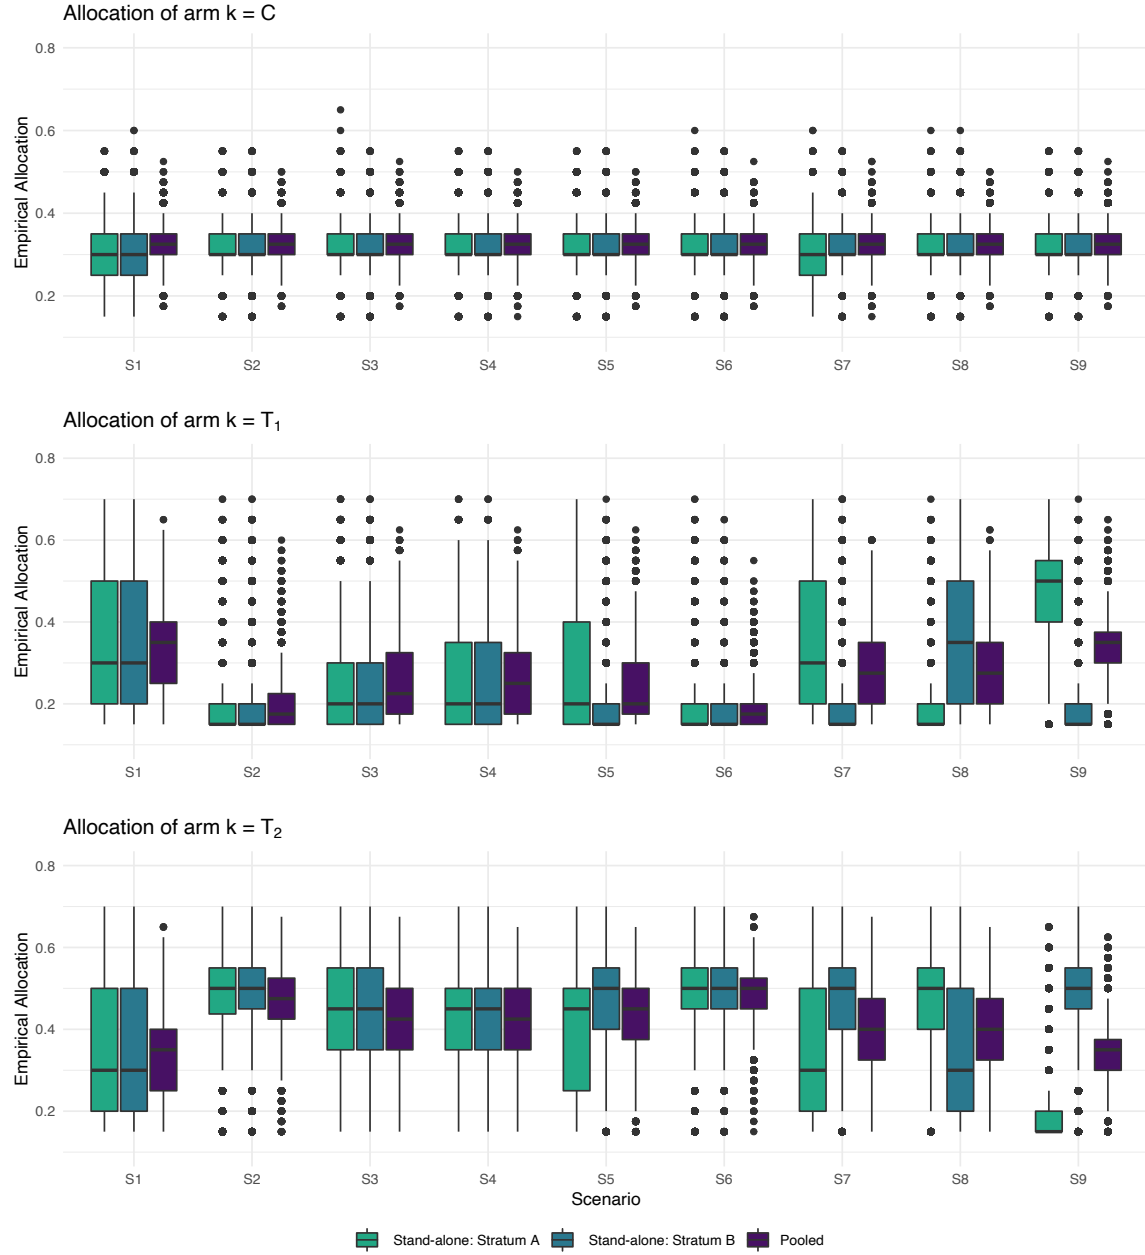 Allocation of arm k = C
Empirical Allocation
0.8
0.6
0.4
0.2
S1 S2 S3 S4 S5 S6 S7 S8 S9
Allocation of arm k = T₁
Empirical Allocation
0.8
0.6
0.4
0.2
S1 S2 S3 S4 S5 S6 S7 S8 S9
Allocation of arm k = T₂
Empirical Allocation
0.8
0.6
0.4
0.2
S1 S2 S3 S4 S5 S6 S7 S8 S9
Scenario
Stand-alone: Stratum A Stand-alone: Stratum B Pooled